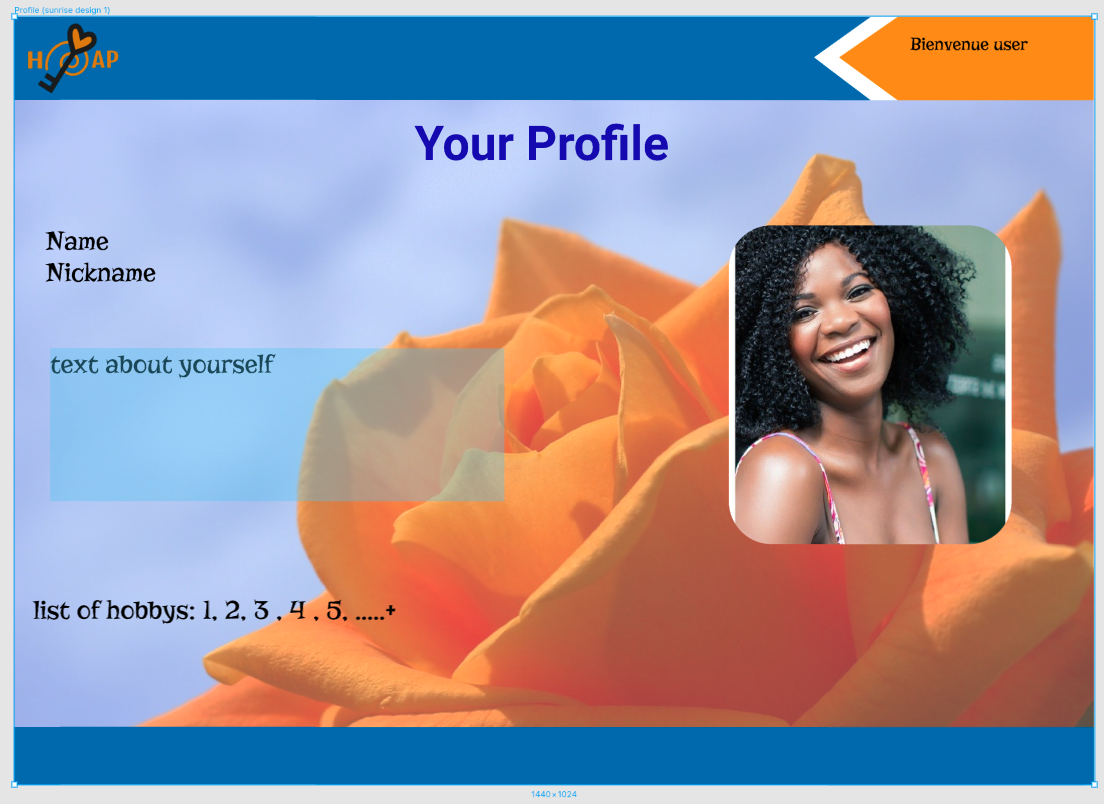 Profile (sunrise design 1)
HOAP
Bienvenue user
Your Profile
Name
Nickname
text about yourself
list of hobbys: 1, 2, 3 , 4 , 5, .....+
1440 × 1024